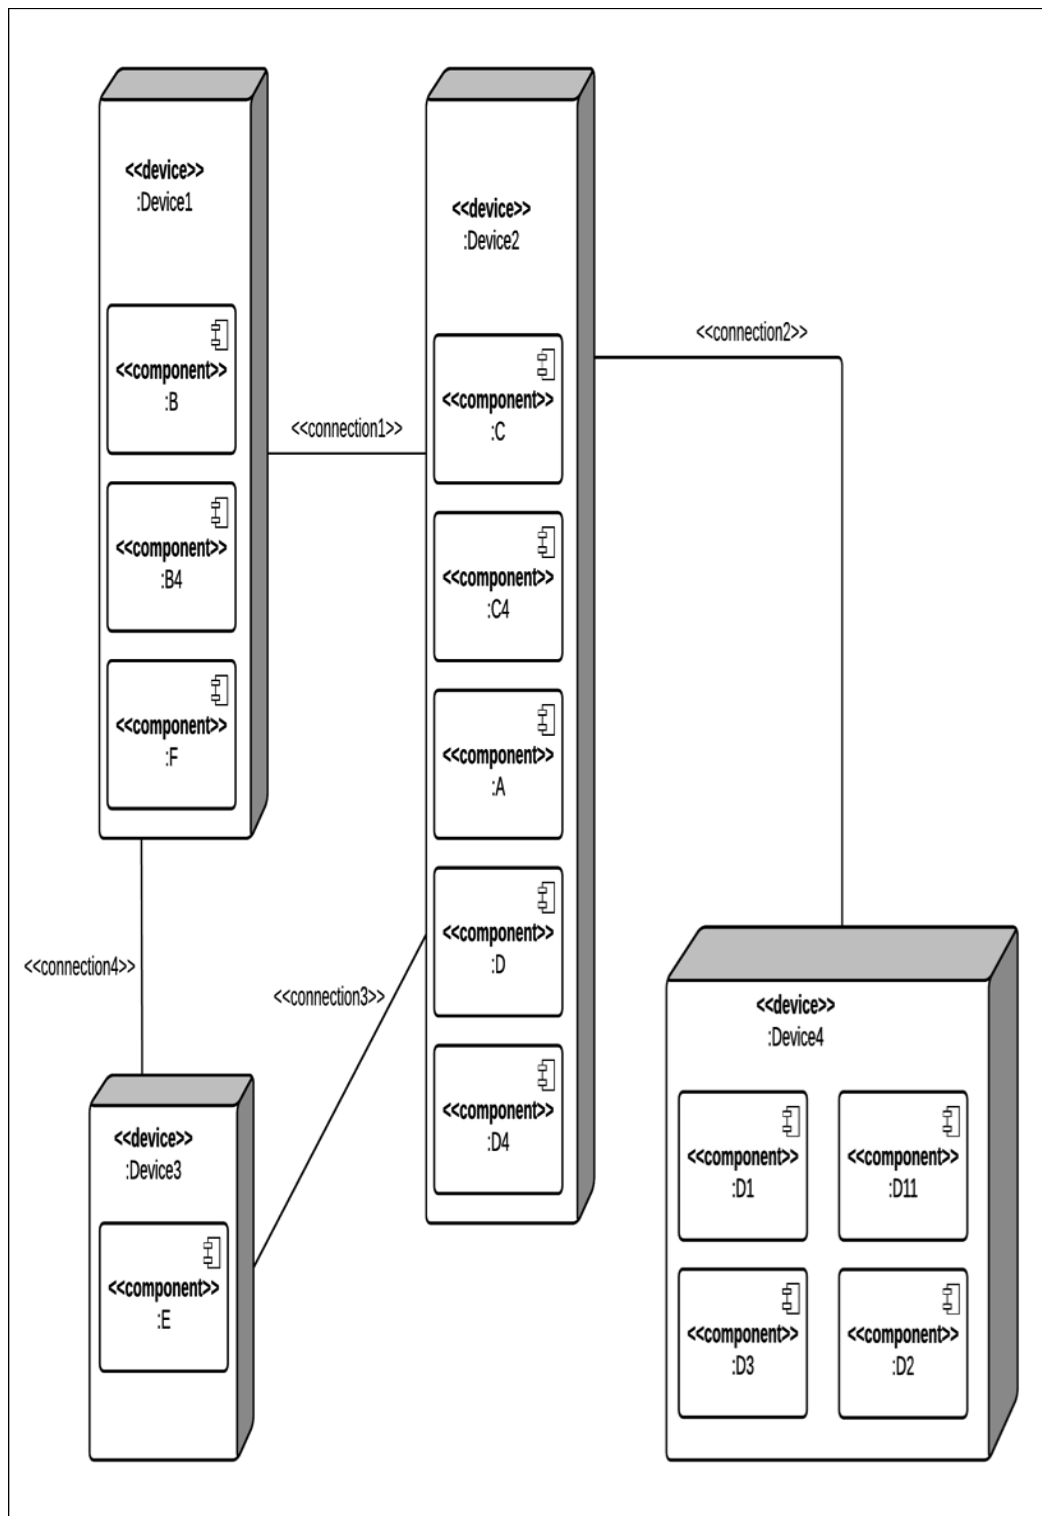 <<device>>
:Device1
<<component>>
:B
<<component>>
:B4
<<component>>
:F
<<connection1>>
<<device>>
:Device2
<<component>>
:C
<<component>>
:C4
<<component>>
:A
<<component>>
:D
<<component>>
:D4
<<connection2>>
<<connection4>>
<<connection3>>
<<device>>
:Device3
<<component>>
:E
<<device>>
:Device4
<<component>>
:D1
<<component>>
:D11
<<component>>
:D3
<<component>>
:D2